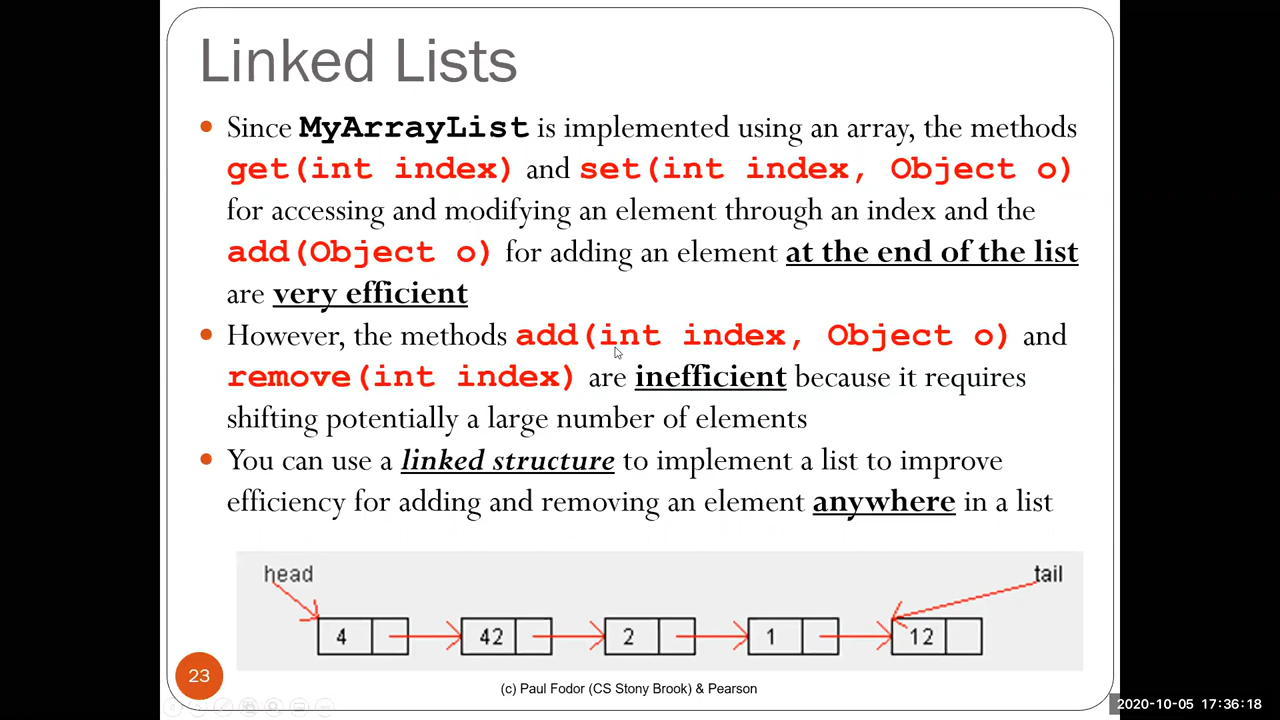 Linked Lists
• Since MyArrayList is implemented using an array, the methods
get(int index) and set(int index, Object o)
for accessing and modifying an element through an index and the
add(Object o) for adding an element at the end of the list
are very efficient
• However, the methods add(int index, Object o) and
remove(int index) are inefficient because it requires
shifting potentially a large number of elements
• You can use a linked structure to implement a list to improve
efficiency for adding and removing an element anywhere in a list
head tail
4 42 2 1 12
23
(c) Paul Fodor (CS Stony Brook) & Pearson
2020-10-05 17:36:18